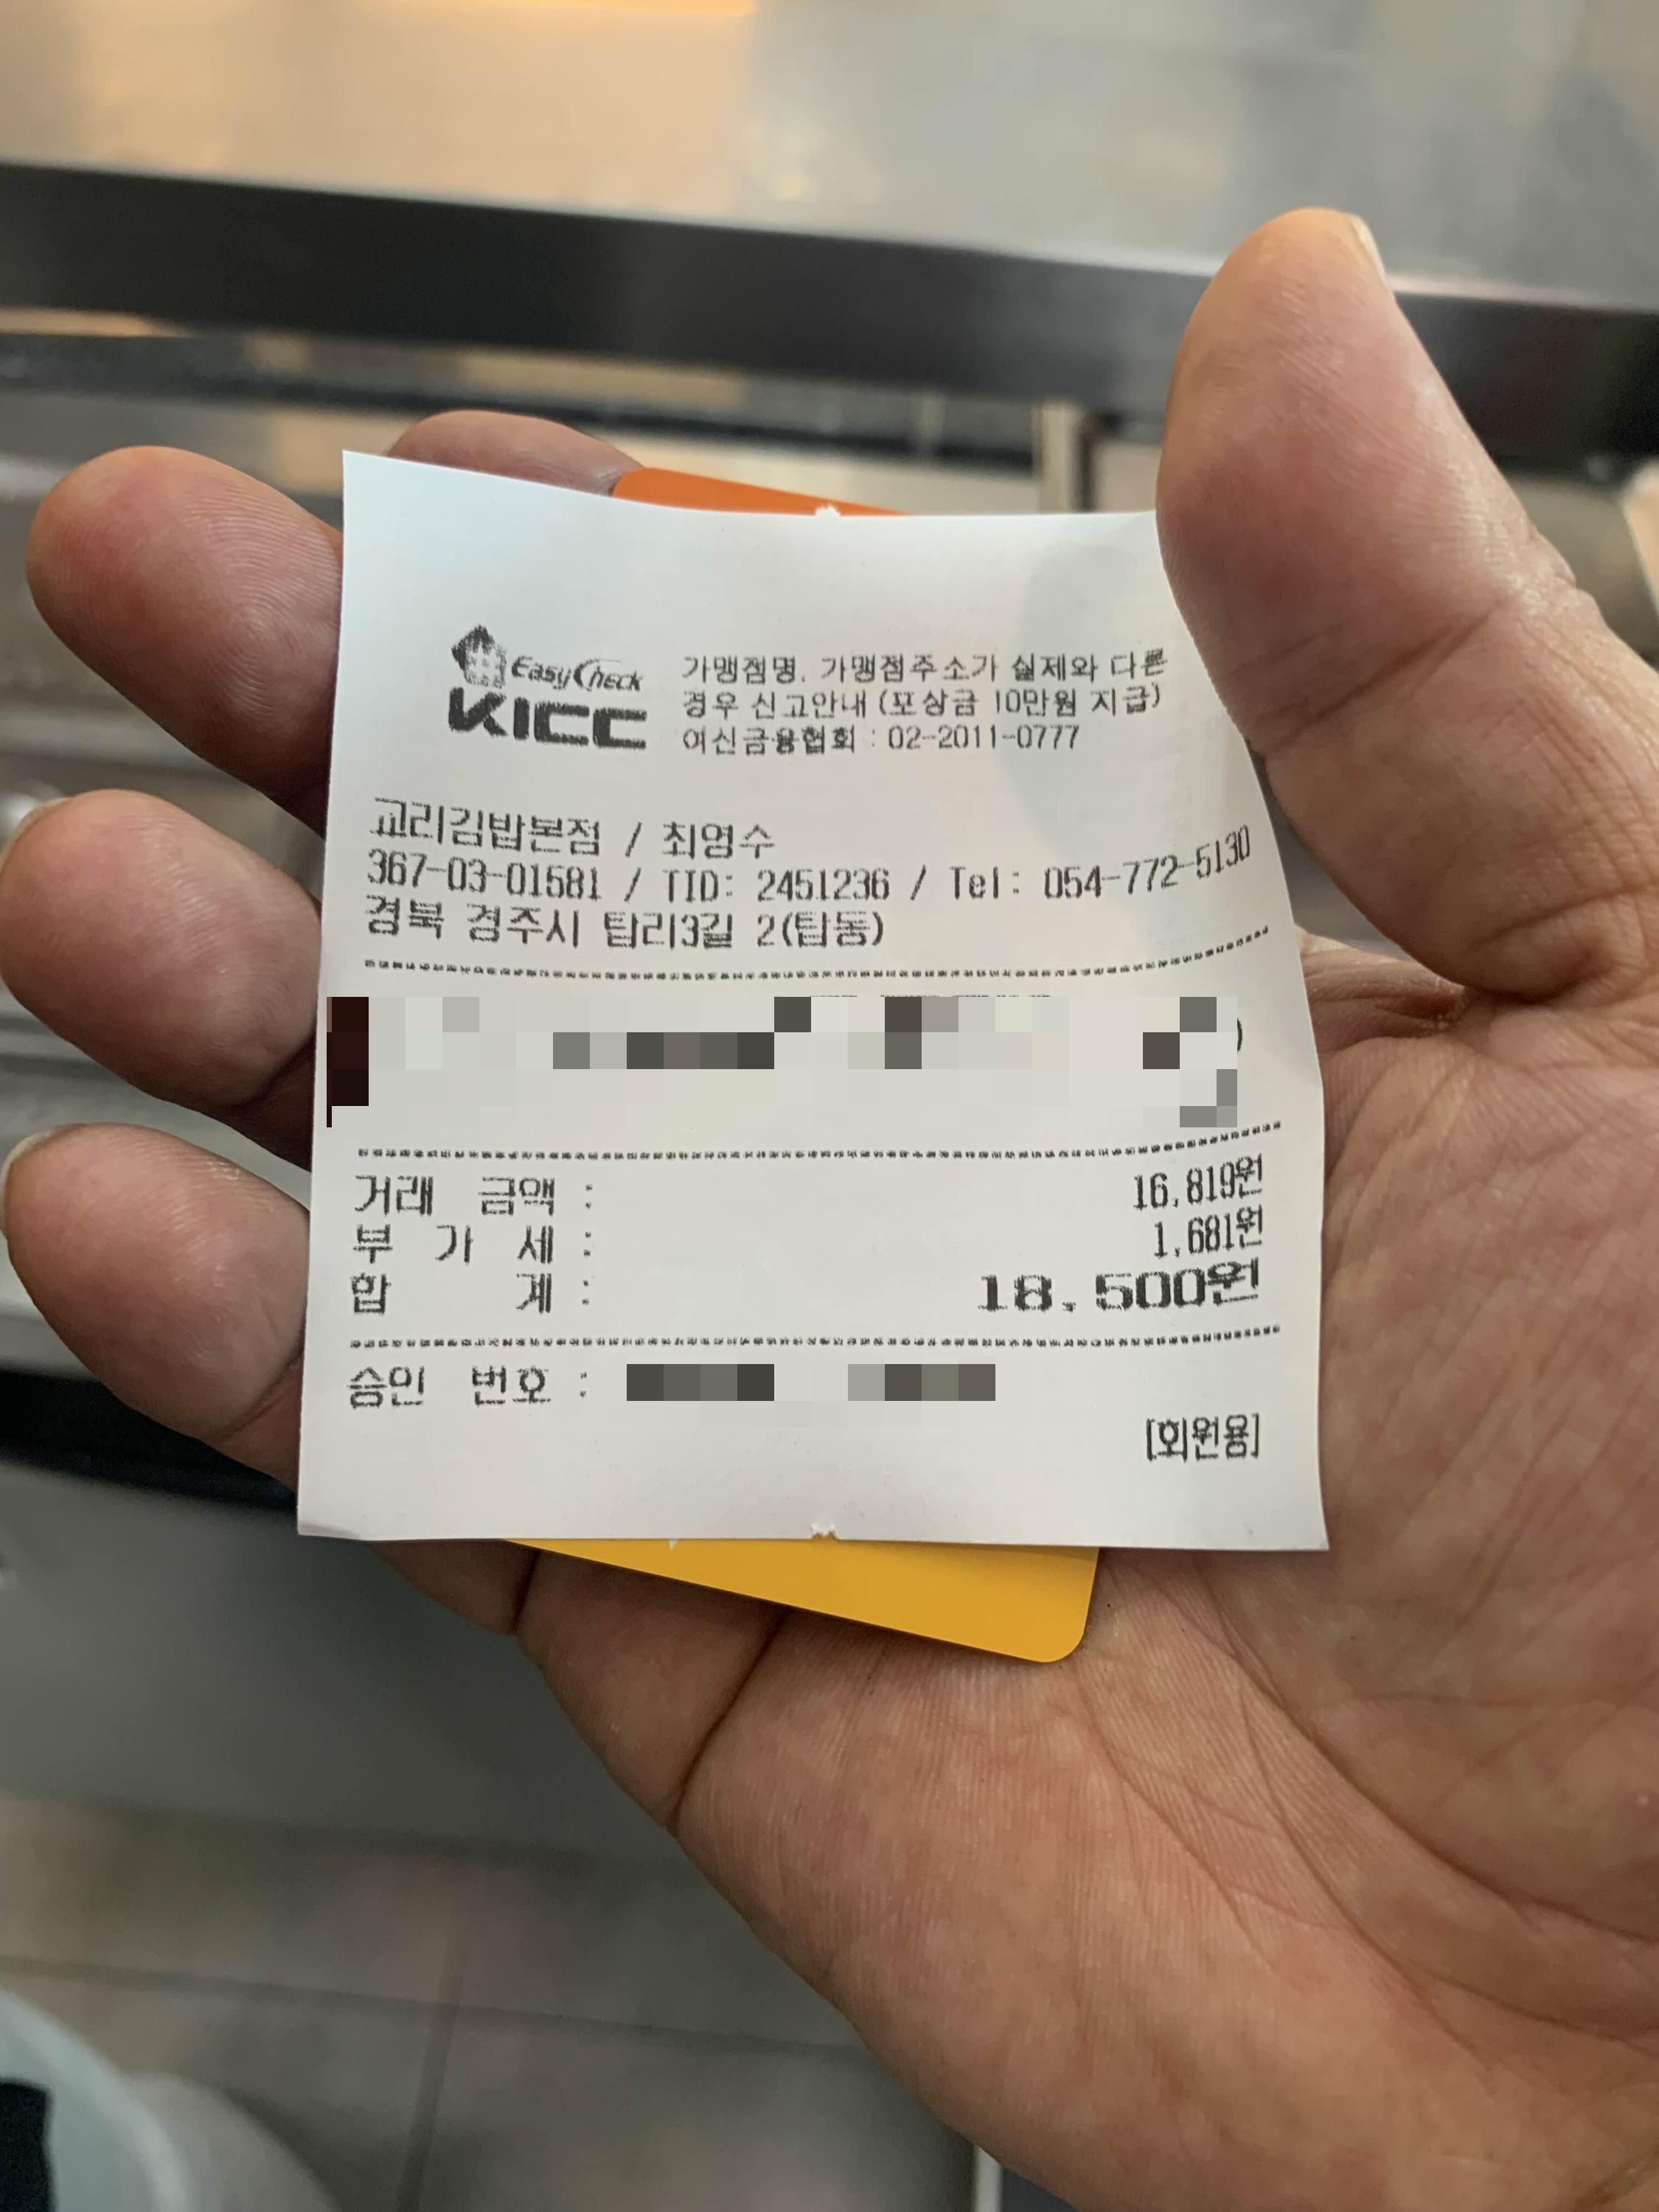 EasyCheck
KICC
가맹점명, 가맹점주소가 실제와 다른
경우 신고안내 (포상금 10만원 지급)
여신금융협회 : 02-2011-0777
교리김밥본점 / 최영수
367-03-01581 / TID: 2451236 / Tel: 054-772-5130
경북 경주시 탑리3길 2(탑동)
거래 금액 : 16,819원
부 가 세 : 1,681원
합 계 : 18,500원
승인 번호 :
[회원용]